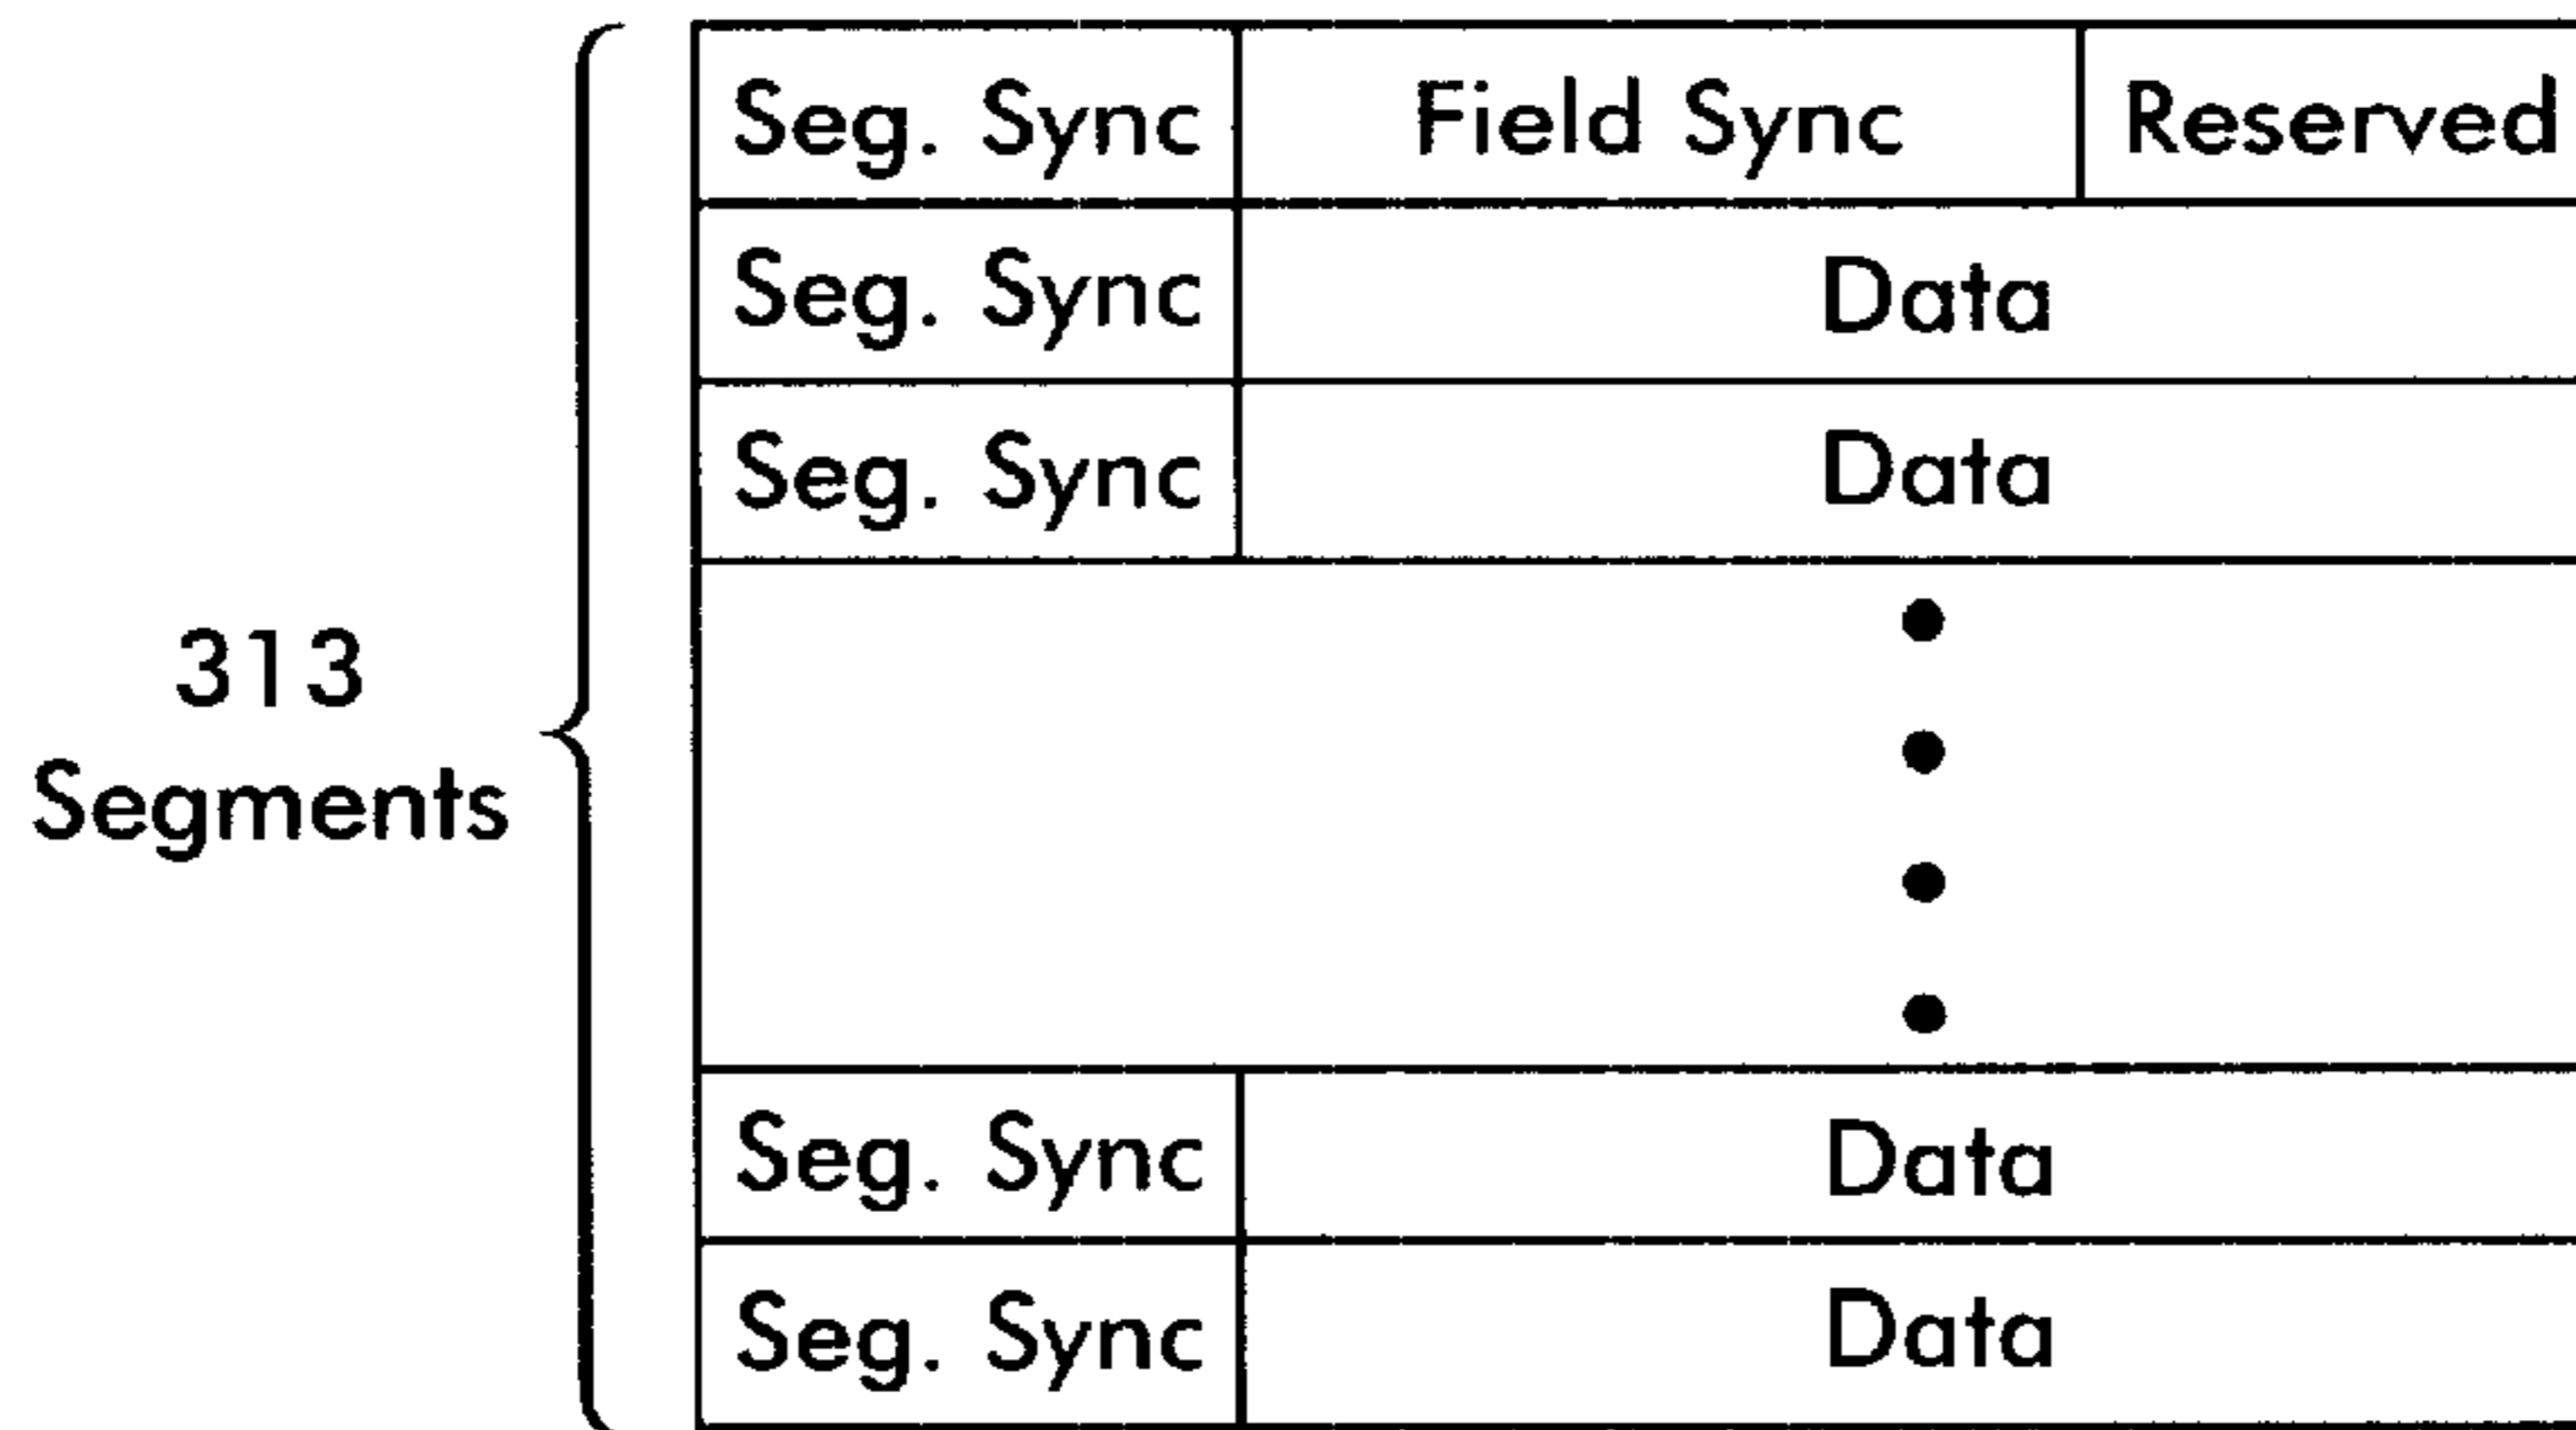 Seg. Sync Field Sync Reserved
Seg. Sync Data
Seg. Sync Data
313
Segments
Seg. Sync Data
Seg. Sync Data